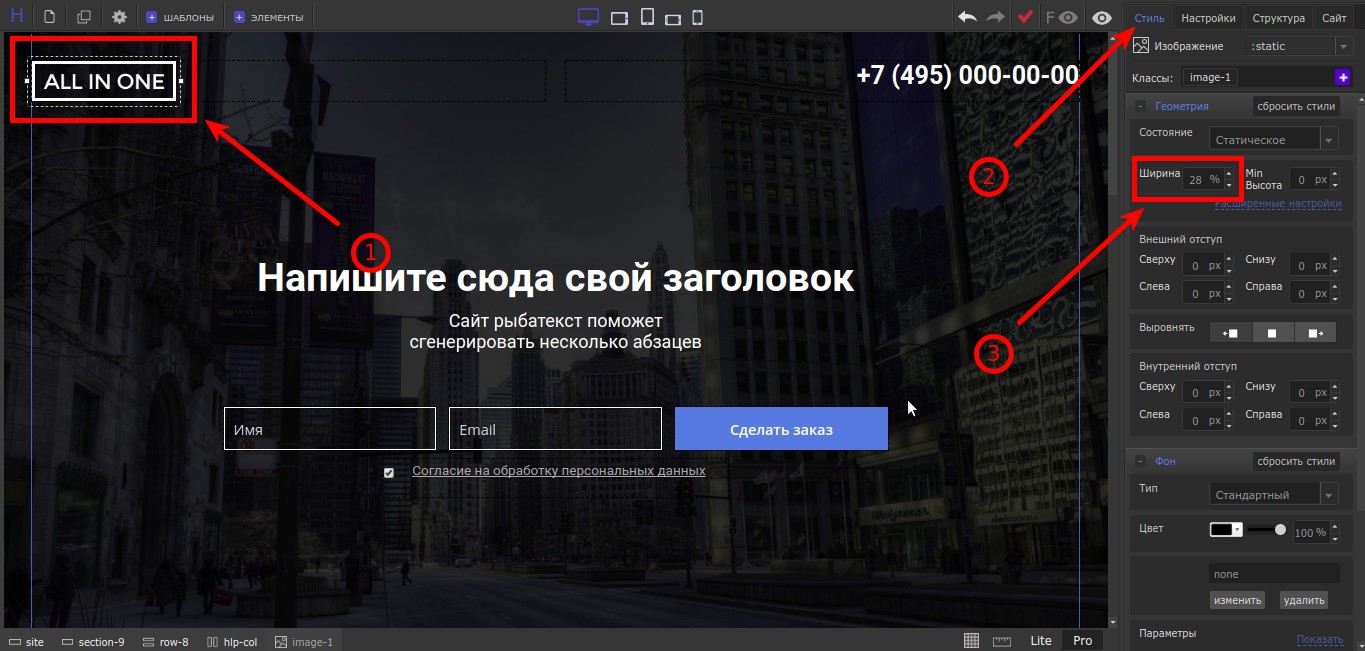 H
ШАБЛОНЫ
ЭЛЕМЕНТЫ
F
Стиль Настройки Структура Сайт
Изображение :static
Классы: image-1
ALL IN ONE
+7 (495) 000-00-00
1
2
3
Напишите сюда свой заголовок
Сайт рыбатекст поможет
сгенерировать несколько абзацев
Имя
Email
Сделать заказ
Согласие на обработку персональных данных
Геометрия сбросить стили
Состояние Статическое
Ширина 28 % Min Высота 0 px
Расширенные настройки
Внешний отступ
Сверху 0 px Снизу 0 px
Слева 0 px Справа 0 px
Выровнять
Внутренний отступ
Сверху 0 px Снизу 0 px
Слева 0 px Справа 0 px
Фон сбросить стили
Тип Стандартный
Цвет 100 %
none
изменить удалить
Параметры Показать
site section-9 row-8 hlp-col image-1
Lite Pro